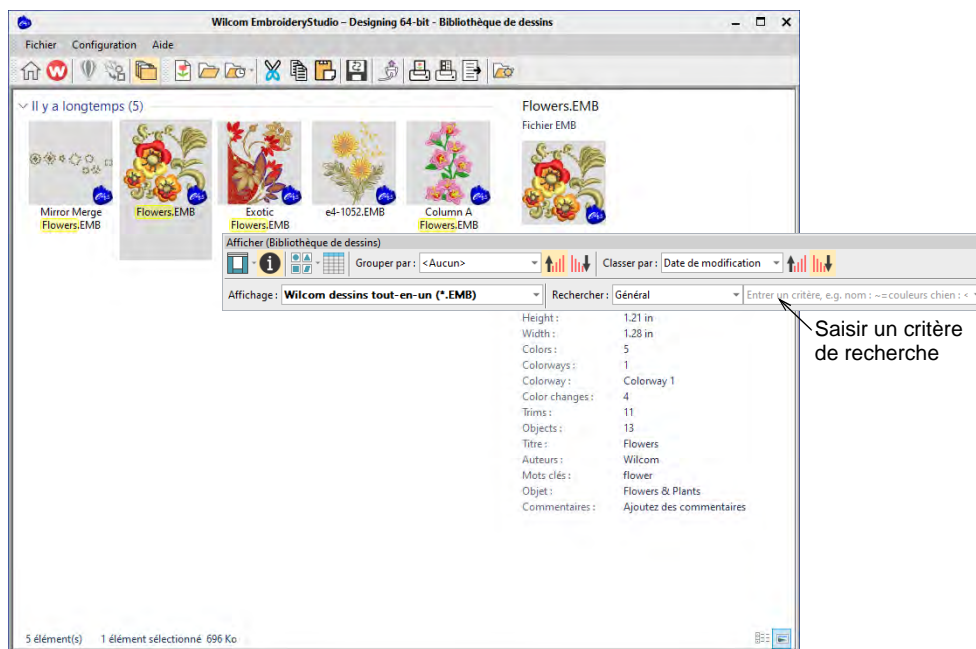 Wilcom EmbroideryStudio – Designing 64-bit - Bibliothèque de dessins
Fichier Configuration Aide
Il y a longtemps (5)
Mirror Merge
Flowers.EMB
Flowers.EMB
Exotic
Flowers.EMB
e4-1052.EMB
Column A
Flowers.EMB
Flowers.EMB
Fichier EMB
Afficher (Bibliothèque de dessins)
Grouper par : <Aucun> Classer par : Date de modification
Affichage : Wilcom dessins tout-en-un (*.EMB) Rechercher : Général Entrer un critère, e.g. nom : ~=couleurs chien : <
Saisir un critère
de recherche
Height : 1.21 in
Width : 1.28 in
Colors : 5
Colorways : 1
Colorway : Colorway 1
Color changes : 4
Trims : 11
Objects : 13
Titre : Flowers
Auteurs : Wilcom
Mots clés : flower
Objet : Flowers & Plants
Commentaires : Ajoutez des commentaires
5 élément(s) 1 élément sélectionné 696 Ko